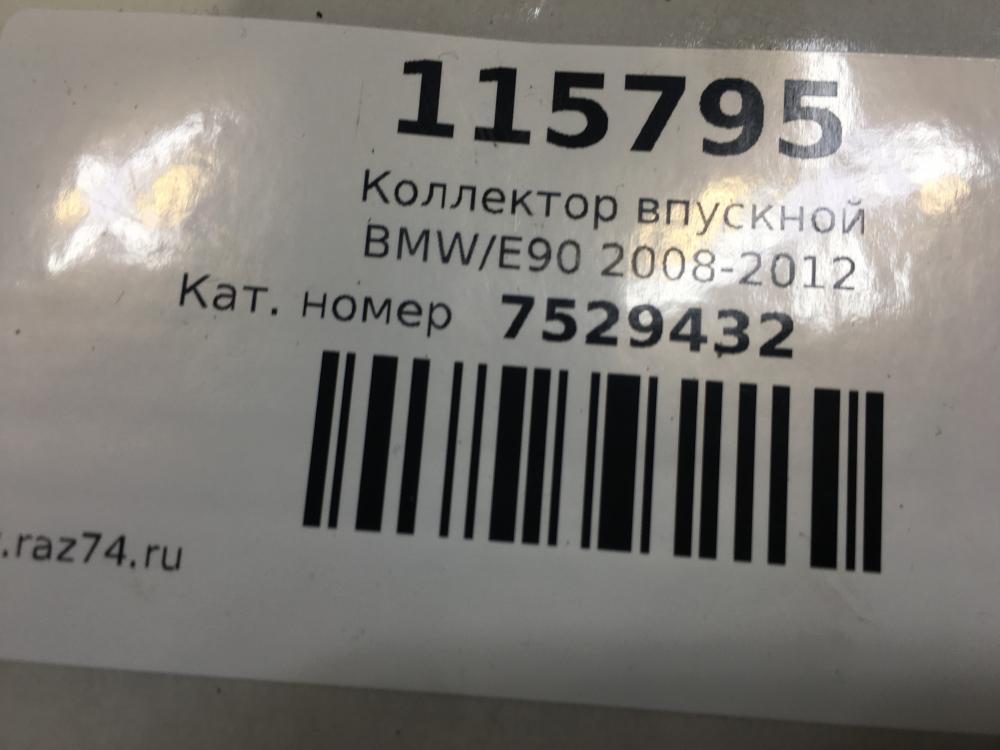 115795
Коллектор впускной
BMW/E90 2008-2012
Кат. номер 7529432
.raz74.ru